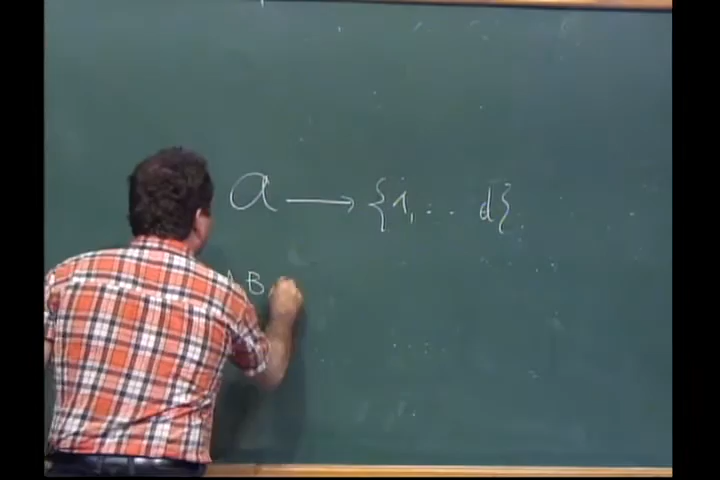 a → {1, ... d}
A B